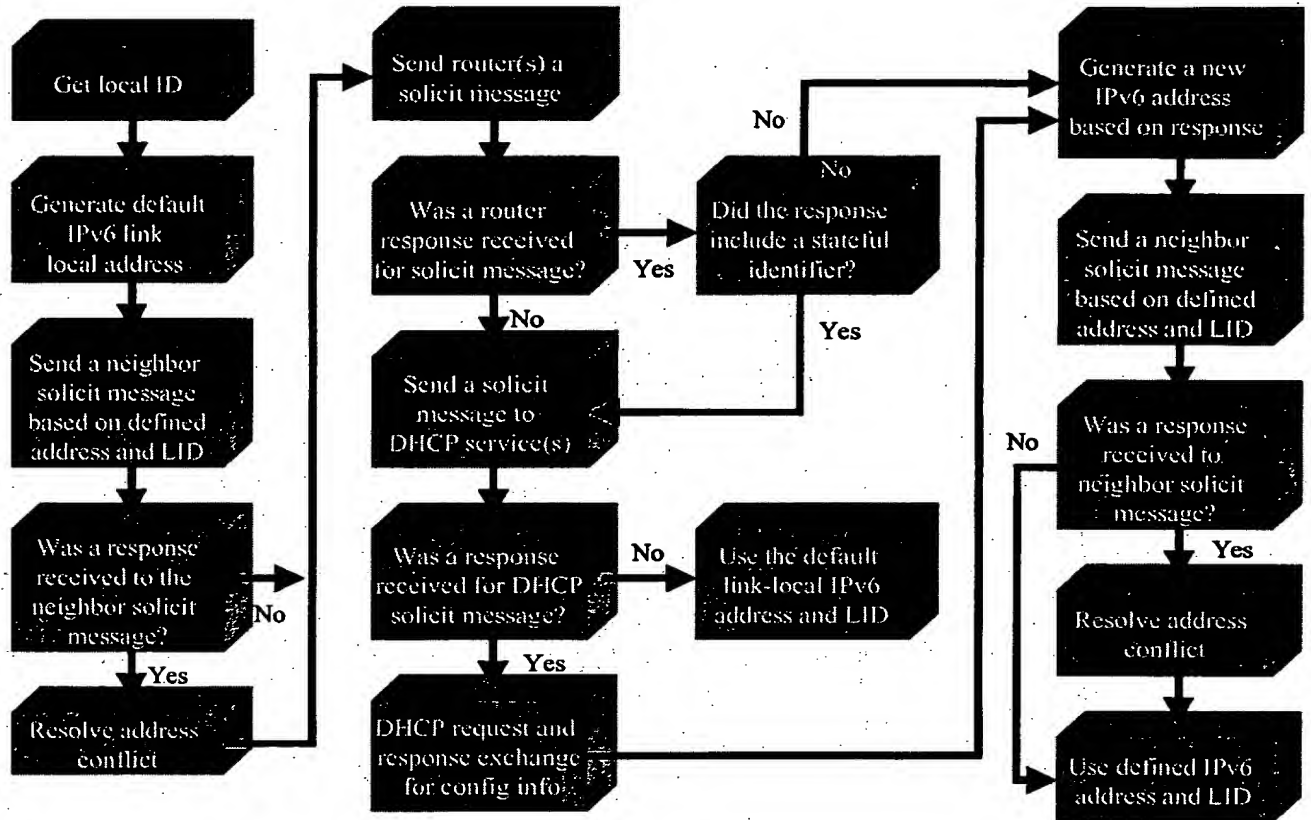 Get local ID
Generate default
IPv6 link
local address
Send a neighbor
solicit message
based on defined
address and LID
Was a response
received to the
neighbor solicit
message?
No
Yes
Resolve address
conflict
Send router(s) a
solicit message
Was a router
response received
for solicit message?
Yes
No
Did the response
include a stateful
identifier?
No
No
Yes
Send a solicit
message to
DHCP service(s)
Was a response
received for DHCP
solicit message?
No
Use the default
link-local IPv6
address and LID
Yes
DHCP request and
response exchange
for config info
Generate a new
IPv6 address
based on response
Send a neighbor
solicit message
based on defined
address and LID
Was a response
received to
neighbor solicit
message?
No
Yes
Resolve address
conflict
Use defined IPv6
address and LID